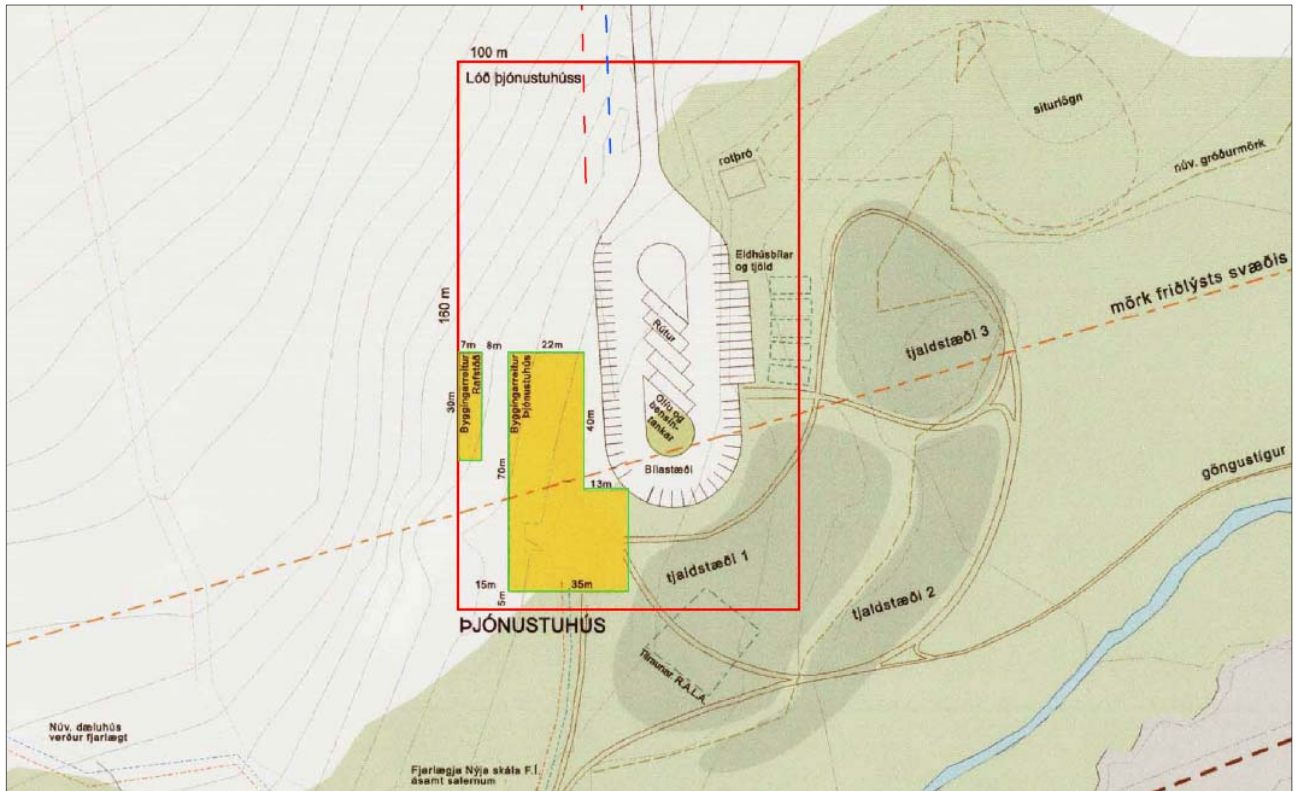 100 m
Lóð þjónustuhúss
siturlögn
rotþró
núv. gróðurmörk
Eldhúsbílar
og tjöld
mörk friðlýsts svæðis
160 m
Rútur
tjaldstæði 3
7m
8m
22m
Byggingarreitur
Rafstöð
Byggingarreitur
Þjónustuhús
30m
40m
Olíu og
bensín-
tankar
Bílastæði
70m
13m
göngustígur
tjaldstæði 1
15m
5m
35m
tjaldstæði 2
ÞJÓNUSTUHÚS
Tilraunar R.A.L.A.
Núv. dæluhús
verður fjarlægt
Fjarlægja Nýja skála F.Í.
ásamt salernum